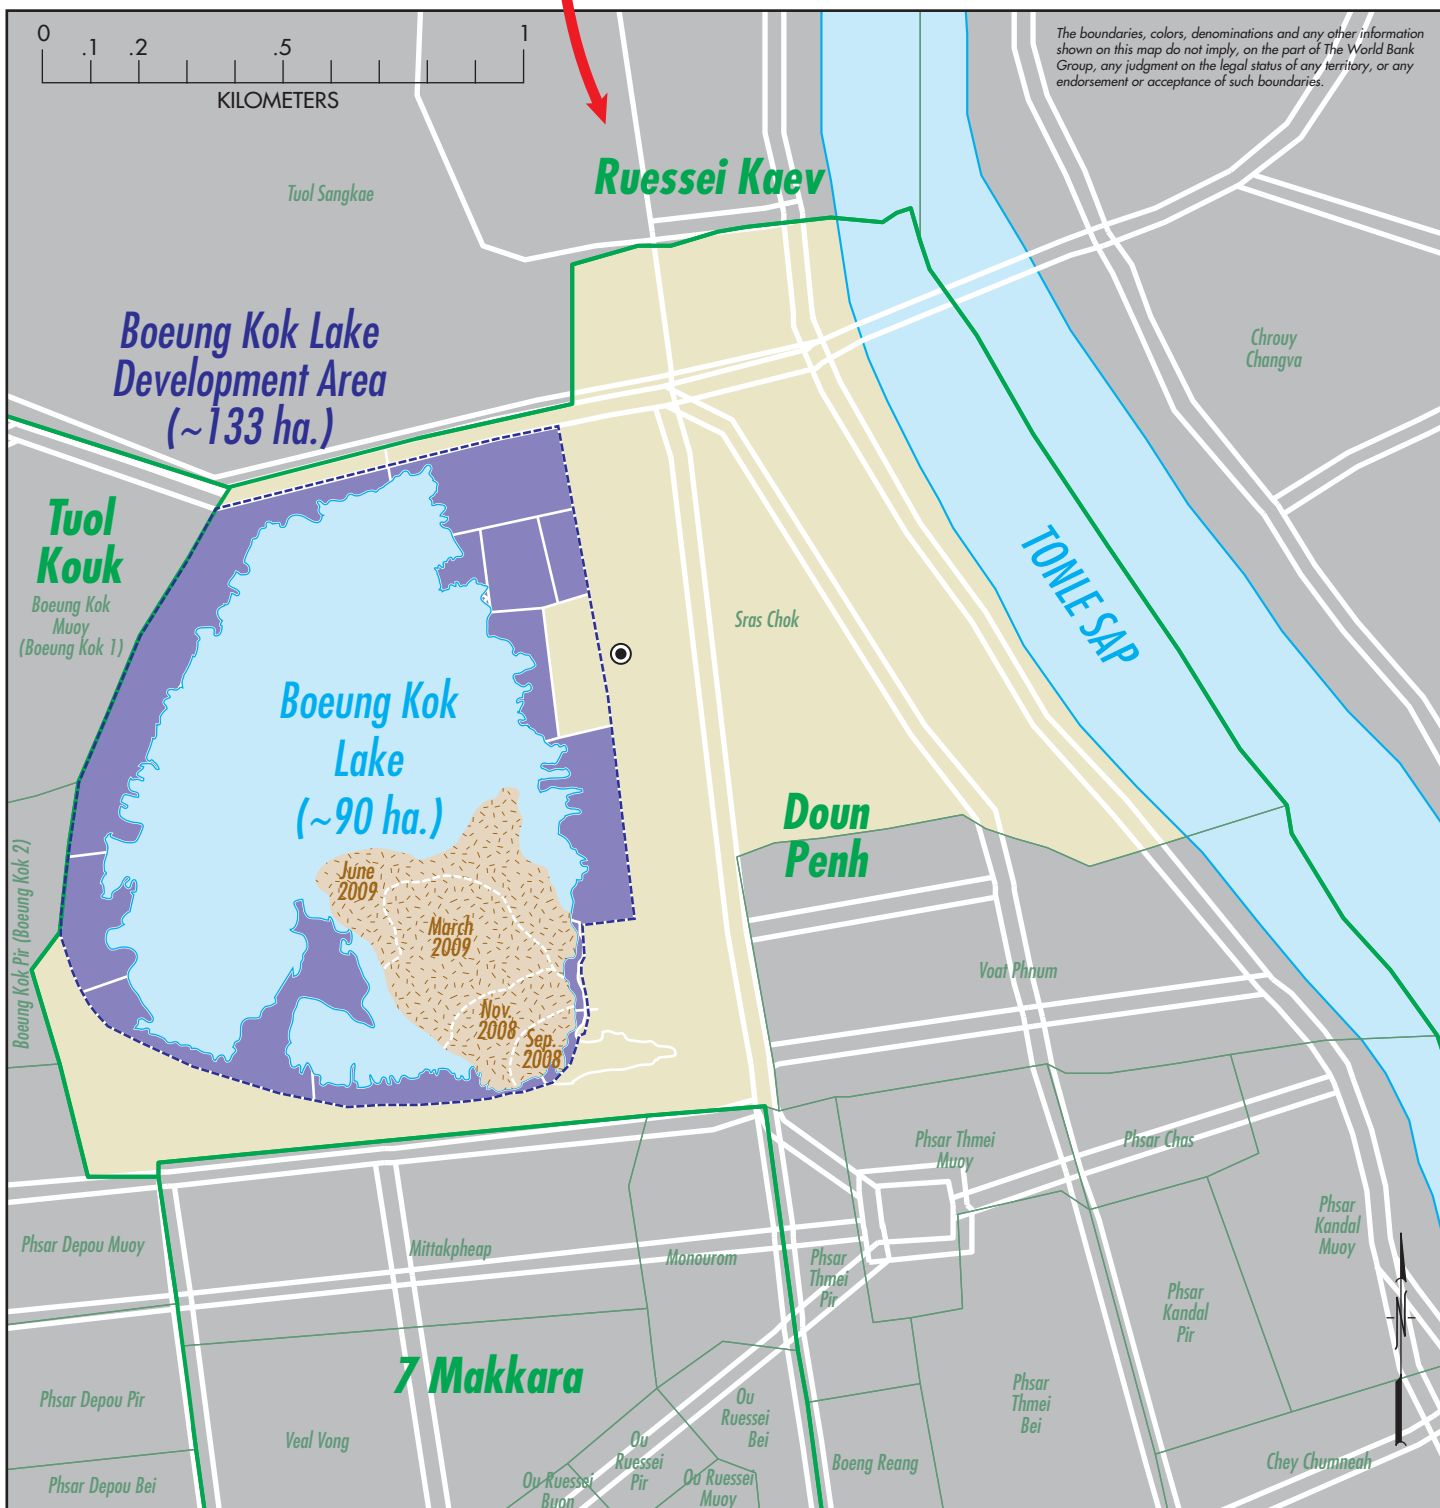 0 .1 .2 .5 1
KILOMETERS
The boundaries, colors, denominations and any other information
shown on this map do not imply, on the part of The World Bank
Group, any judgment on the legal status of any territory, or any
endorsement or acceptance of such boundaries.
Ruessei Kaev
Tuol Sangkae
Boeung Kok Lake
Development Area
(~133 ha.)
Chrouy
Changva
Tuol
Kouk
Boeung Kok
Muoy
(Boeung Kok 1)
TONLE SAP
Sras Chok
Boeung Kok
Lake
(~90 ha.)
Doun
Penh
June
2009
March
2009
Nov.
2008
Sep.
2008
Boeung Kok Pir (Boeung Kok 2)
Voat Phnum
Phsar Thmei
Muoy
Phsar Chas
Phsar
Kandal
Muoy
Phsar Depou Muoy
Mittakpheap
Monourom
Phsar
Thmei
Pir
Phsar
Kandal
Pir
N
7 Makkara
Phsar Depou Pir
Veal Vong
Ou
Ruessei
Bei
Phsar
Thmei
Bei
Ou
Ruessei
Pir
Boeng Reang
Chey Chumneah
Phsar Depou Bei
Ou Ruessei
Buon
Ou Ruessei
Muoy